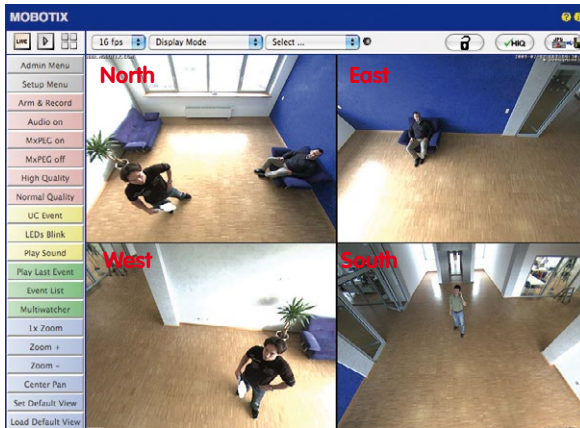 MOBOTIX
LIVE
16 fps
Display Mode
Select ...
HIQ
Admin Menu
Setup Menu
Arm & Record
Audio on
MxPEG on
MxPEG off
High Quality
Normal Quality
UC Event
LEDs Blink
Play Sound
Play Last Event
Event List
Multiwatcher
1x Zoom
Zoom +
Zoom -
Center Pan
Set Default View
Load Default View
North
East
West
South